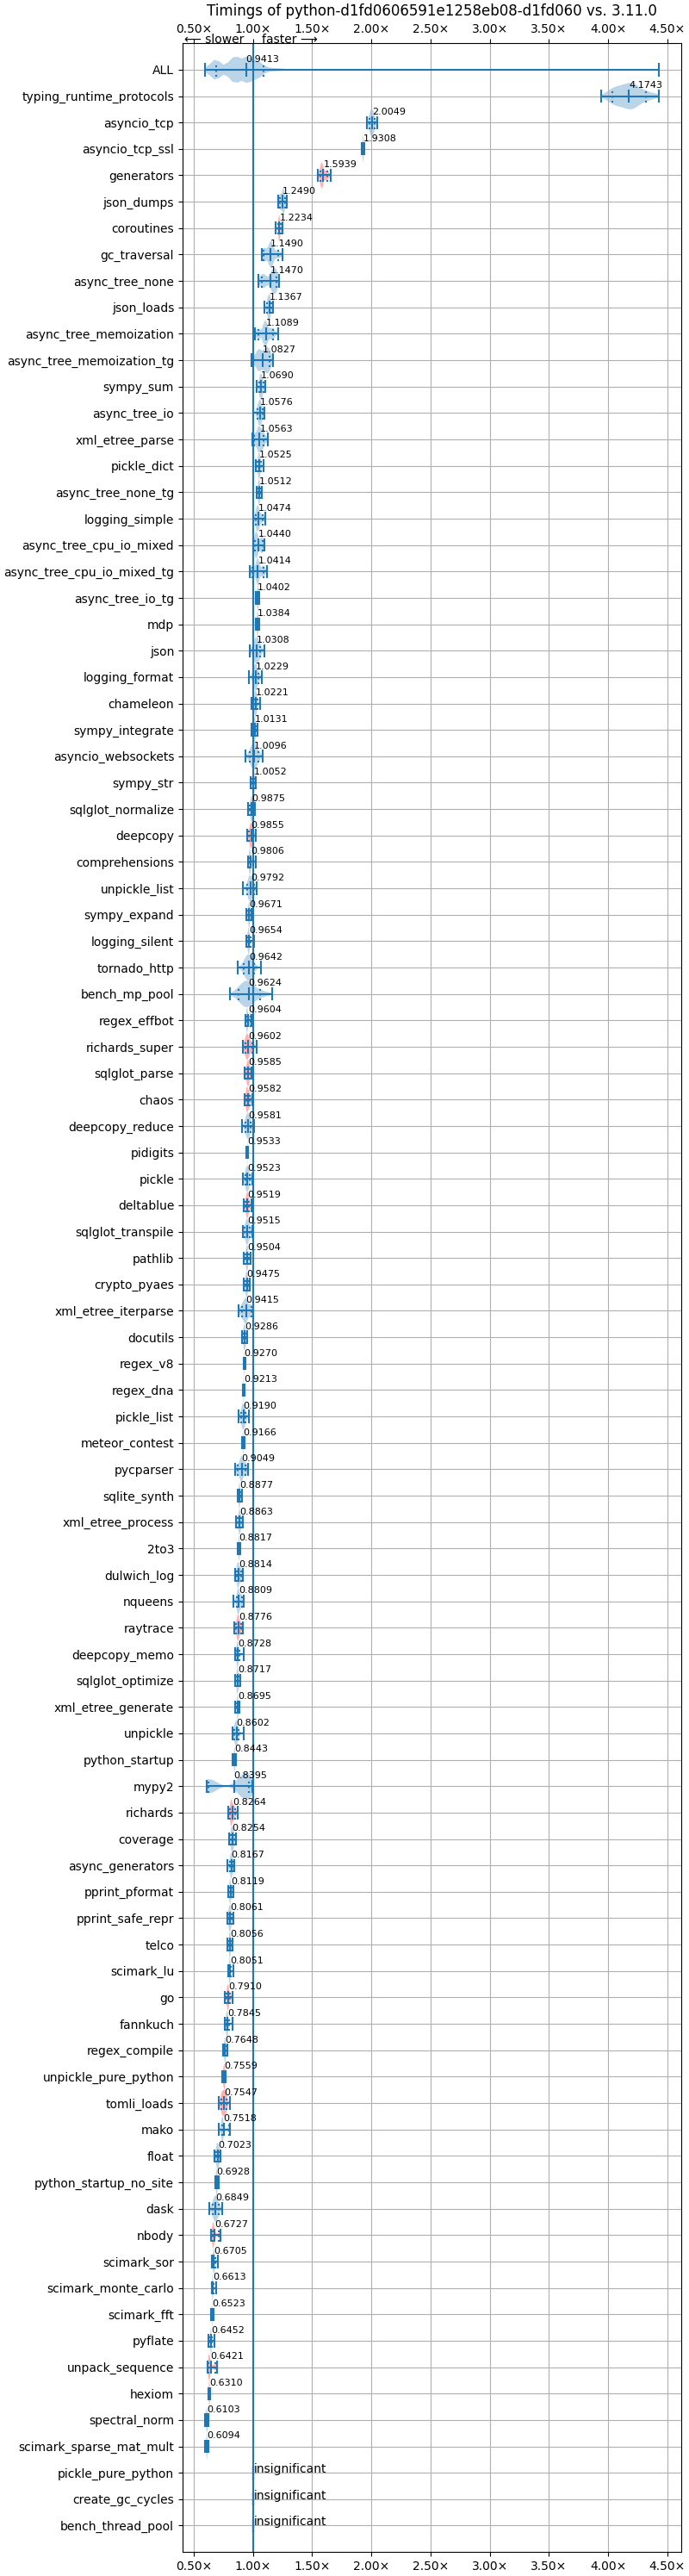 Timings of python-d1fd0606591e1258eb08-d1fd060 vs. 3.11.0
0.50× 1.00× 1.50× 2.00× 2.50× 3.00× 3.50× 4.00× 4.50×
⟵ slower faster ⟶
ALL 0.9413
typing_runtime_protocols 4.1743
asyncio_tcp 2.0049
asyncio_tcp_ssl 1.9308
generators 1.5939
json_dumps 1.2490
coroutines 1.2234
gc_traversal 1.1490
async_tree_none 1.1470
json_loads 1.1367
async_tree_memoization 1.1089
async_tree_memoization_tg 1.0827
sympy_sum 1.0690
async_tree_io 1.0576
xml_etree_parse 1.0563
pickle_dict 1.0525
async_tree_none_tg 1.0512
logging_simple 1.0474
async_tree_cpu_io_mixed 1.0440
async_tree_cpu_io_mixed_tg 1.0414
async_tree_io_tg 1.0402
mdp 1.0384
json 1.0308
logging_format 1.0229
chameleon 1.0221
sympy_integrate 1.0131
asyncio_websockets 1.0096
sympy_str 1.0052
sqlglot_normalize 0.9875
deepcopy 0.9855
comprehensions 0.9806
unpickle_list 0.9792
sympy_expand 0.9671
logging_silent 0.9654
tornado_http 0.9642
bench_mp_pool 0.9624
regex_effbot 0.9604
richards_super 0.9602
sqlglot_parse 0.9585
chaos 0.9582
deepcopy_reduce 0.9581
pidigits 0.9533
pickle 0.9523
deltablue 0.9519
sqlglot_transpile 0.9515
pathlib 0.9504
crypto_pyaes 0.9475
xml_etree_iterparse 0.9415
docutils 0.9286
regex_v8 0.9270
regex_dna 0.9213
pickle_list 0.9190
meteor_contest 0.9166
pycparser 0.9049
sqlite_synth 0.8877
xml_etree_process 0.8863
2to3 0.8817
dulwich_log 0.8814
nqueens 0.8809
raytrace 0.8776
deepcopy_memo 0.8728
sqlglot_optimize 0.8717
xml_etree_generate 0.8695
unpickle 0.8602
python_startup 0.8443
mypy2 0.8395
richards 0.8264
coverage 0.8254
async_generators 0.8167
pprint_pformat 0.8119
pprint_safe_repr 0.8061
telco 0.8056
scimark_lu 0.8051
go 0.7910
fannkuch 0.7845
regex_compile 0.7648
unpickle_pure_python 0.7559
tomli_loads 0.7547
mako 0.7518
float 0.7023
python_startup_no_site 0.6928
dask 0.6849
nbody 0.6727
scimark_sor 0.6705
scimark_monte_carlo 0.6613
scimark_fft 0.6523
pyflate 0.6452
unpack_sequence 0.6421
hexiom 0.6310
spectral_norm 0.6103
scimark_sparse_mat_mult 0.6094
pickle_pure_python insignificant
create_gc_cycles insignificant
bench_thread_pool insignificant
0.50× 1.00× 1.50× 2.00× 2.50× 3.00× 3.50× 4.00× 4.50×